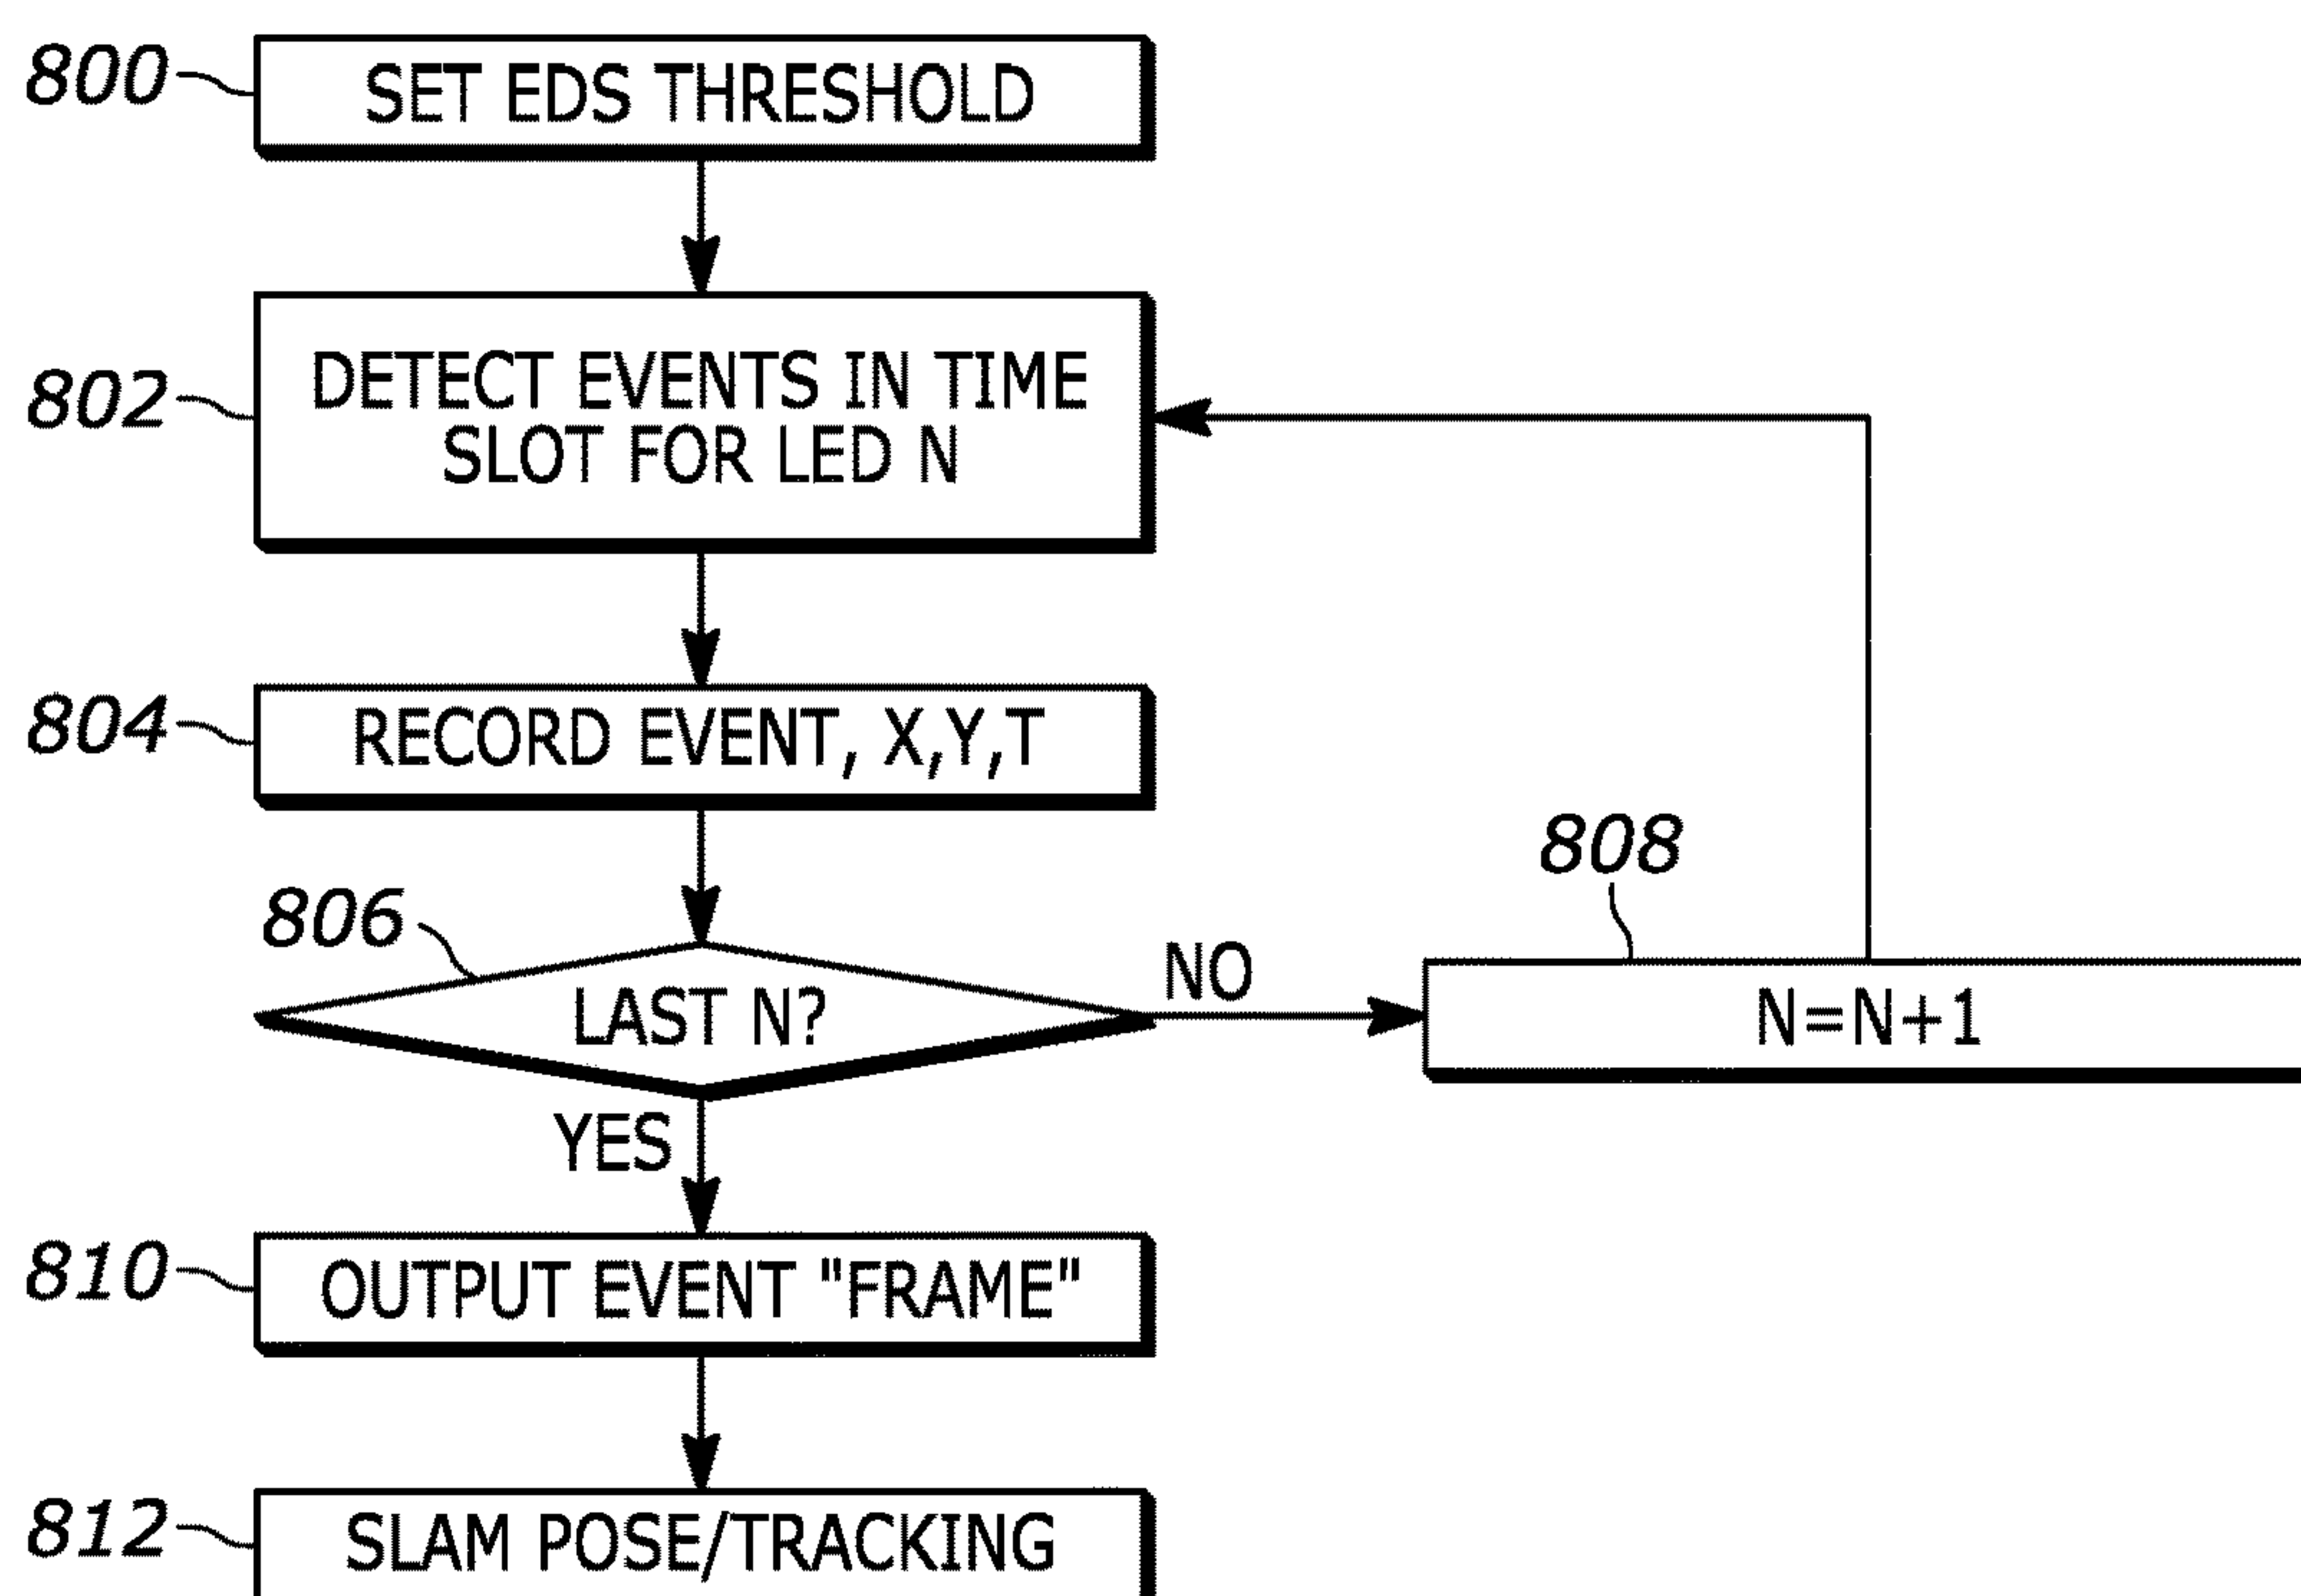 800
SET EDS THRESHOLD
802
DETECT EVENTS IN TIME
SLOT FOR LED N
804
RECORD EVENT, X,Y,T
806
LAST N?
NO
808
N=N+1
YES
810
OUTPUT EVENT "FRAME"
812
SLAM POSE/TRACKING